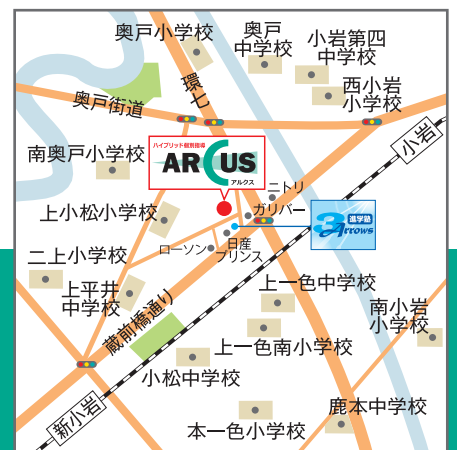 奥戸小学校
奥戸
中学校
小岩第四
中学校
環七
西小岩
小学校
奥戸街道
小岩
南奥戸小学校
ハイブリッド個別指導
ARCUS
アルクス
ニトリ
ガリバー
上小松小学校
3
進学塾
Arrows
日産
プリンス
ローソン
二上小学校
上平井
中学校
蔵前橋通り
上一色中学校
南小岩
小学校
上一色南小学校
小松中学校
鹿本中学校
新小岩
本一色小学校